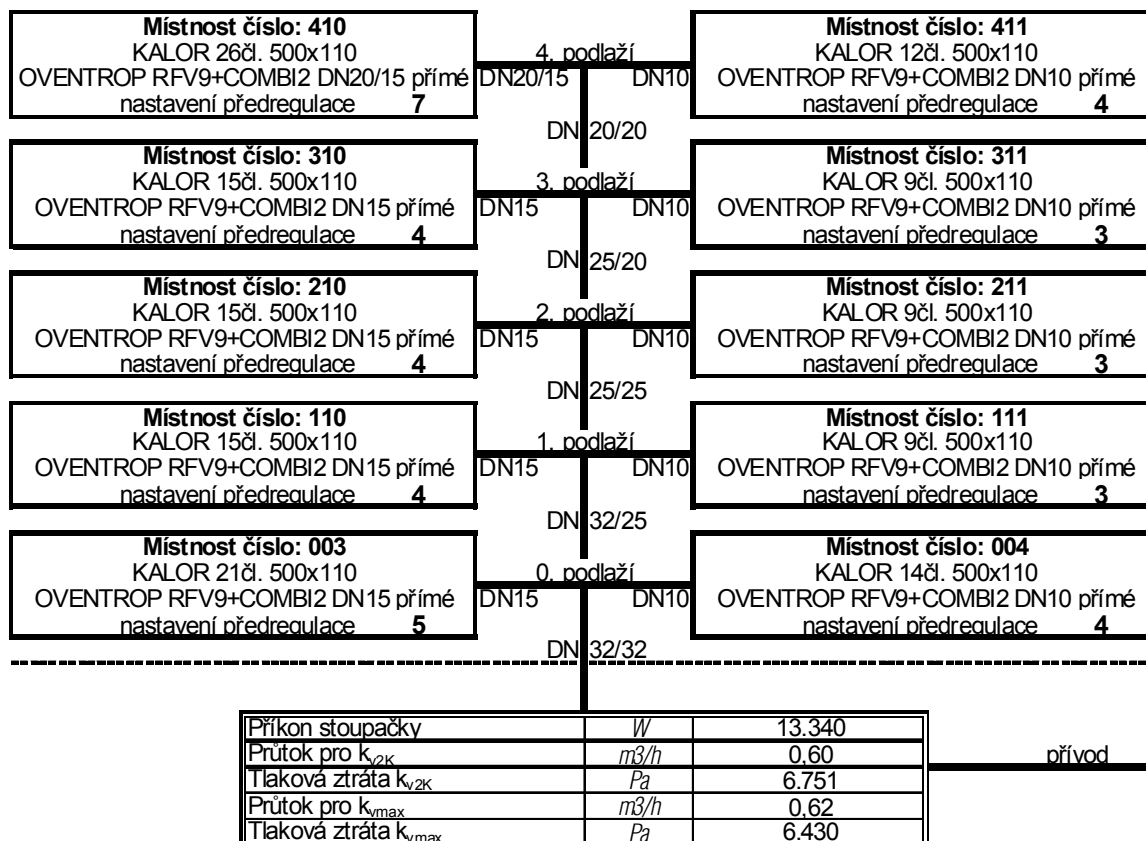 Místnost číslo: 410
KALOR 26čl. 500x110
OVENTROP RFV9+COMBI2 DN20/15 přímé
nastavení předregulace 7
4. podlaží
DN20/15 DN10
Místnost číslo: 411
KALOR 12čl. 500x110
OVENTROP RFV9+COMBI2 DN10 přímé
nastavení předregulace 4
DN 20/20
Místnost číslo: 310
KALOR 15čl. 500x110
OVENTROP RFV9+COMBI2 DN15 přímé
nastavení předregulace 4
3. podlaží
DN15 DN10
Místnost číslo: 311
KALOR 9čl. 500x110
OVENTROP RFV9+COMBI2 DN10 přímé
nastavení předregulace 3
DN 25/20
Místnost číslo: 210
KALOR 15čl. 500x110
OVENTROP RFV9+COMBI2 DN15 přímé
nastavení předregulace 4
2. podlaží
DN15 DN10
Místnost číslo: 211
KALOR 9čl. 500x110
OVENTROP RFV9+COMBI2 DN10 přímé
nastavení předregulace 3
DN 25/25
Místnost číslo: 110
KALOR 15čl. 500x110
OVENTROP RFV9+COMBI2 DN15 přímé
nastavení předregulace 4
1. podlaží
DN15 DN10
Místnost číslo: 111
KALOR 9čl. 500x110
OVENTROP RFV9+COMBI2 DN10 přímé
nastavení předregulace 3
DN 32/25
Místnost číslo: 003
KALOR 21čl. 500x110
OVENTROP RFV9+COMBI2 DN15 přímé
nastavení předregulace 5
0. podlaží
DN15 DN10
Místnost číslo: 004
KALOR 14čl. 500x110
OVENTROP RFV9+COMBI2 DN10 přímé
nastavení předregulace 4
DN 32/32
Příkon stoupačky W 13.340
Průtok pro kv2K m3/h 0,60
přívod
Tlaková ztráta kv2K Pa 6.751
Průtok pro kvmax m3/h 0,62
Tlaková ztráta kvmax Pa 6.430